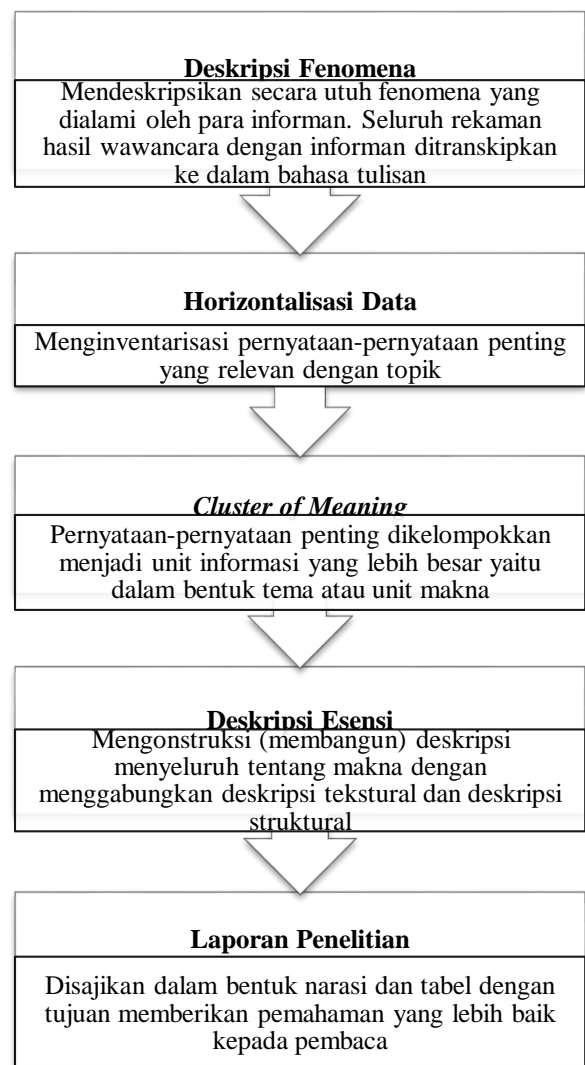 Deskripsi Fenomena
Mendeskripsikan secara utuh fenomena yang
dialami oleh para informan. Seluruh rekaman
hasil wawancara dengan informan ditranskipkan
ke dalam bahasa tulisan
Horizontalisasi Data
Menginventarisasi pernyataan-pernyataan penting
yang relevan dengan topik
Cluster of Meaning
Pernyataan-pernyataan penting dikelompokkan
menjadi unit informasi yang lebih besar yaitu
dalam bentuk tema atau unit makna
Deskripsi Esensi
Mengonstruksi (membangun) deskripsi
menyeluruh tentang makna dengan
menggabungkan deskripsi tekstural dan deskripsi
struktural
Laporan Penelitian
Disajikan dalam bentuk narasi dan tabel dengan
tujuan memberikan pemahaman yang lebih baik
kepada pembaca